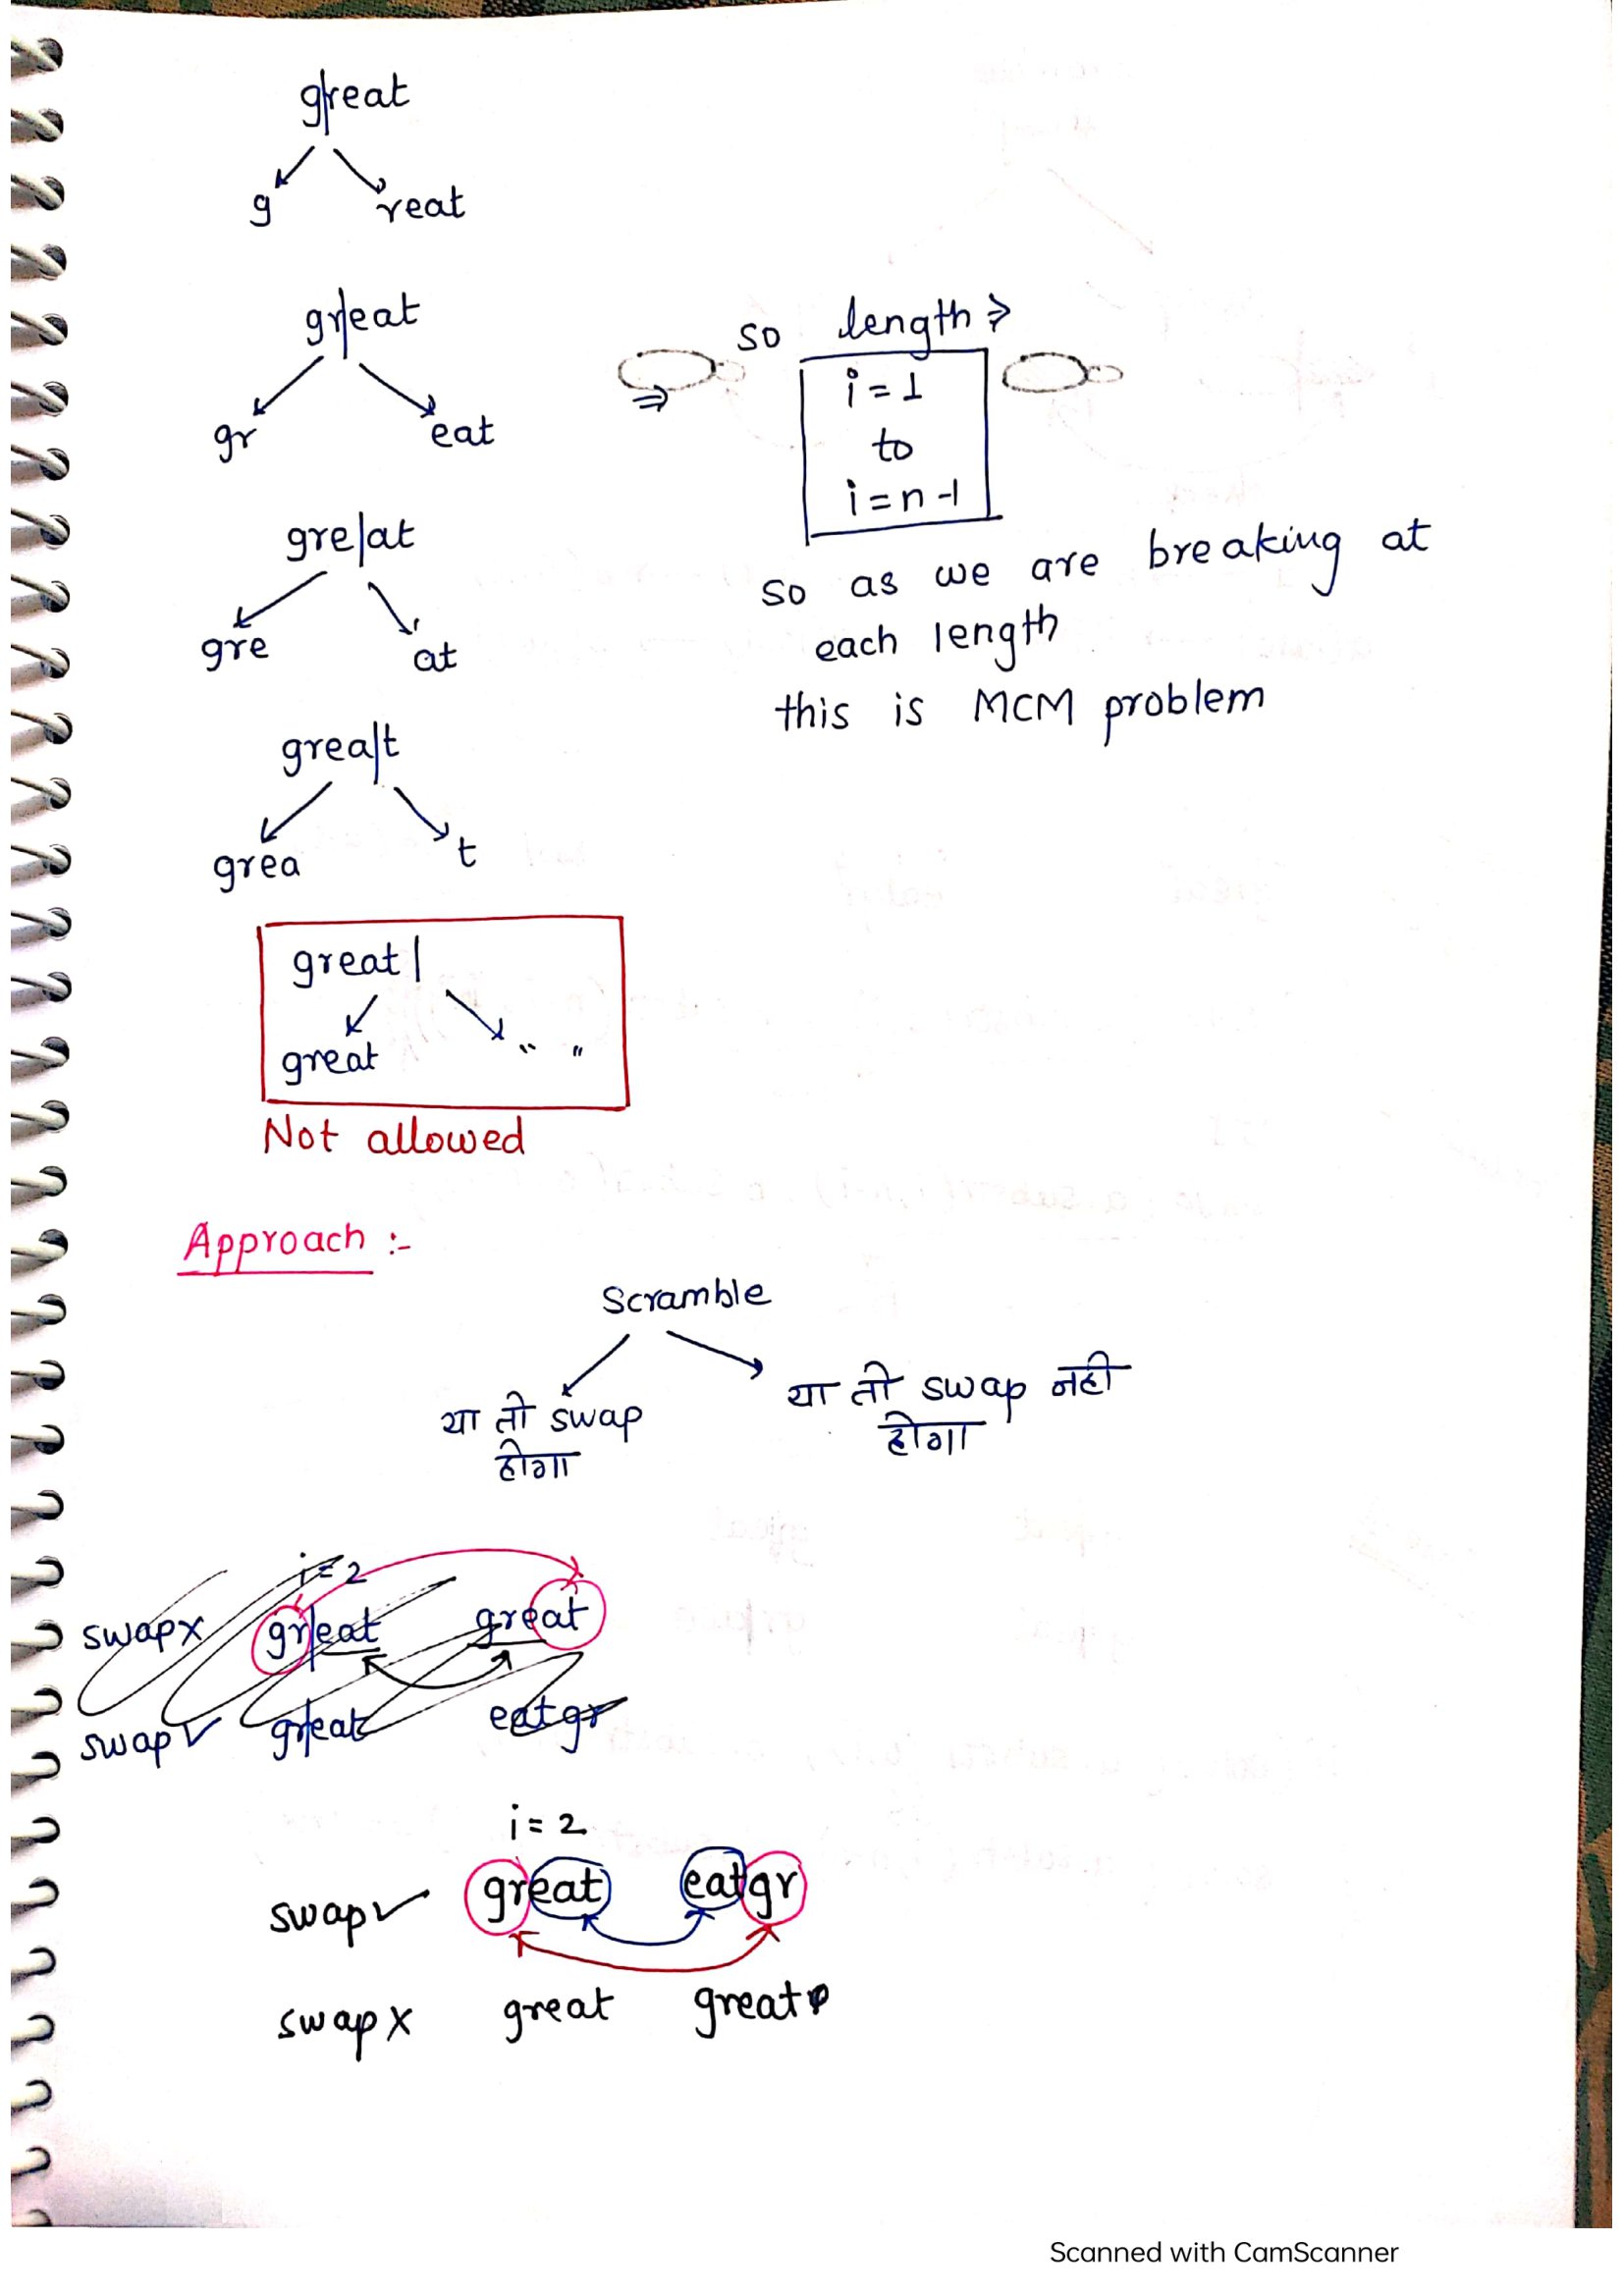 g|reat
g reat
gr|eat
gr eat
gre|at
gre at
grea|t
grea t
great|
great " "
Not allowed
so length ⇒
⇒
i = 1
to
i = n-1
so as we are breaking at
each length
this is MCM problem
Approach :-
Scramble
या तो swap
होगा
या तो swap नही
होगा
i = 2
swap x gr|eat great
swap ✓ gr|eat eatgr
i = 2
swap ✓ great eatgr
swap x great great
Scanned with CamScanner